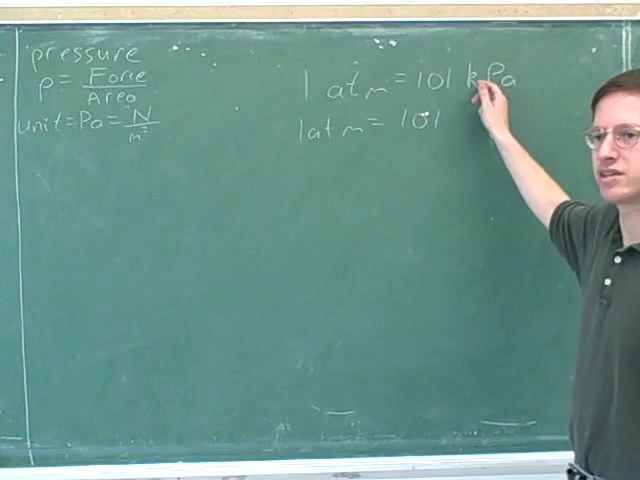 pressure
P = Force / Area
unit = Pa = N / m²
1 atm = 101 kPa
1 atm = 101